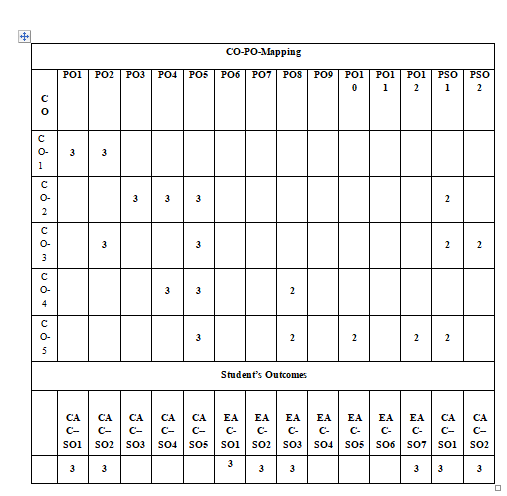 CO-PO-Mapping
CO PO1 PO2 PO3 PO4 PO5 PO6 PO7 PO8 PO9 PO10 PO11 PO12 PSO1 PSO2
CO-1 3 3
CO-2 3 3 3 2
CO-3 3 3 2 2
CO-4 3 3 2
CO-5 3 2 2 2 2
Student's Outcomes
CAC--SO1 CAC--SO2 CAC--SO3 CAC--SO4 CAC--SO5 EAC-SO1 EAC-SO2 EAC-SO3 EAC-SO4 EAC-SO5 EAC-SO6 EAC-SO7 CAC--SO1 CAC--SO2
3 3 3 3 3 3 3 3